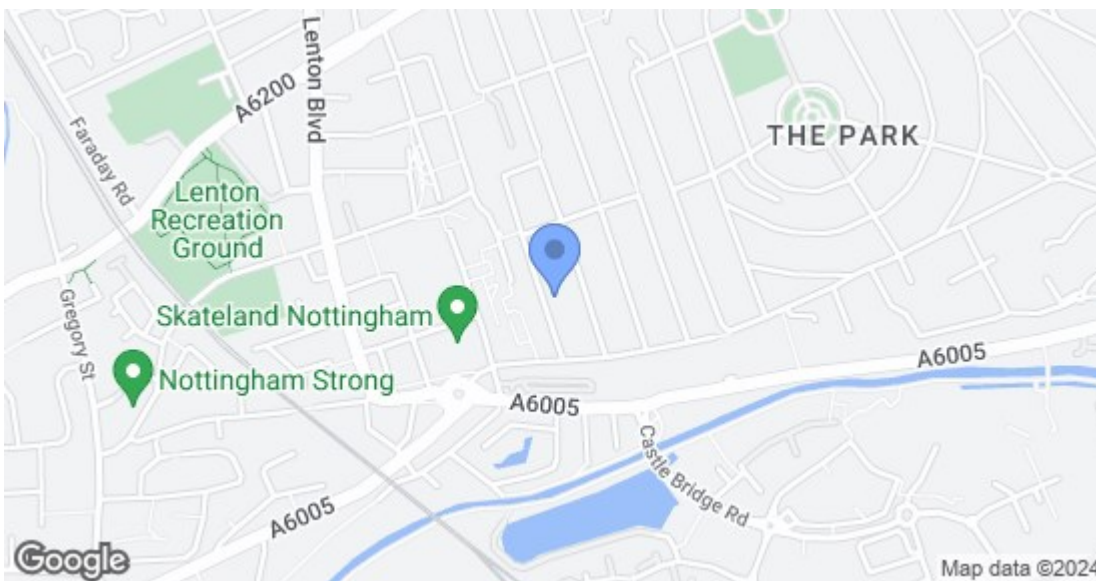 Lenton Blvd
A6200
Faraday Rd
THE PARK
Lenton
Recreation
Ground
Gregory St
Skateland Nottingham
Nottingham Strong
A6005
A6005
Castle Bridge Rd
A6005
Google
Map data ©2024